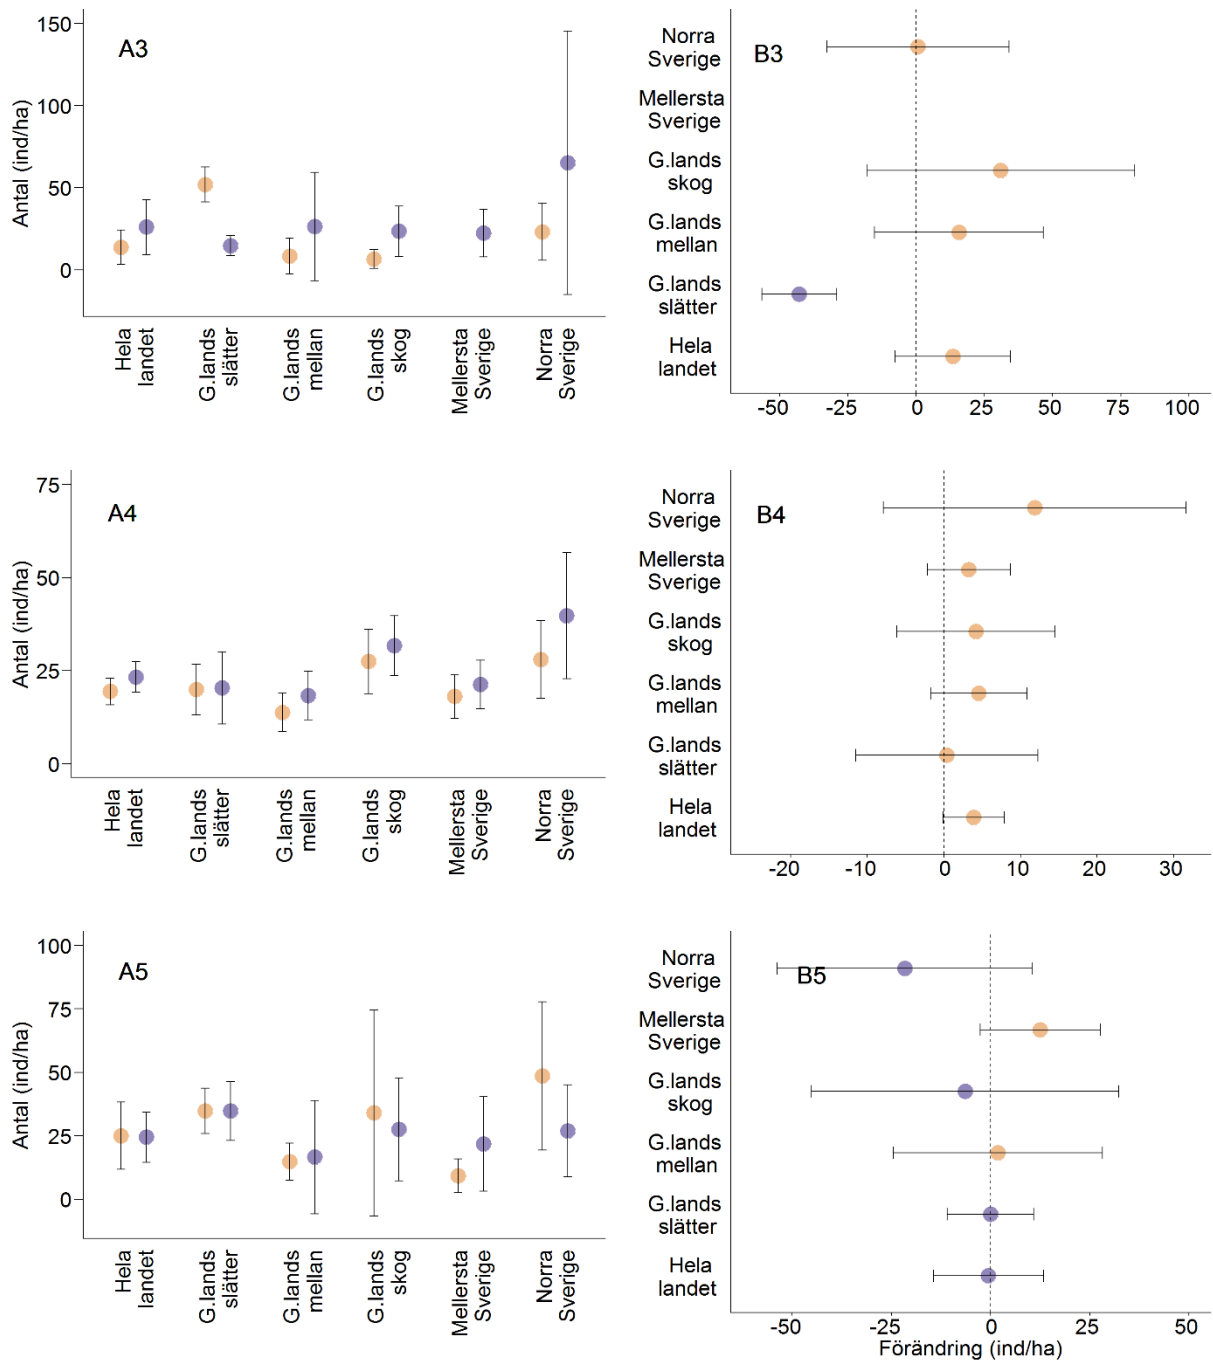 A3
Antal (ind/ha)
150
100
50
0
Hela
landet
G.lands
slätter
G.lands
mellan
G.lands
skog
Mellersta
Sverige
Norra
Sverige
B3
Norra
Sverige
Mellersta
Sverige
G.lands
skog
G.lands
mellan
G.lands
slätter
Hela
landet
-50 -25 0 25 50 75 100
A4
Antal (ind/ha)
75
50
25
0
Hela
landet
G.lands
slätter
G.lands
mellan
G.lands
skog
Mellersta
Sverige
Norra
Sverige
B4
Norra
Sverige
Mellersta
Sverige
G.lands
skog
G.lands
mellan
G.lands
slätter
Hela
landet
-20 -10 0 10 20 30
A5
Antal (ind/ha)
100
75
50
25
0
Hela
landet
G.lands
slätter
G.lands
mellan
G.lands
skog
Mellersta
Sverige
Norra
Sverige
B5
Norra
Sverige
Mellersta
Sverige
G.lands
skog
G.lands
mellan
G.lands
slätter
Hela
landet
-50 -25 0 25 50
Förändring (ind/ha)